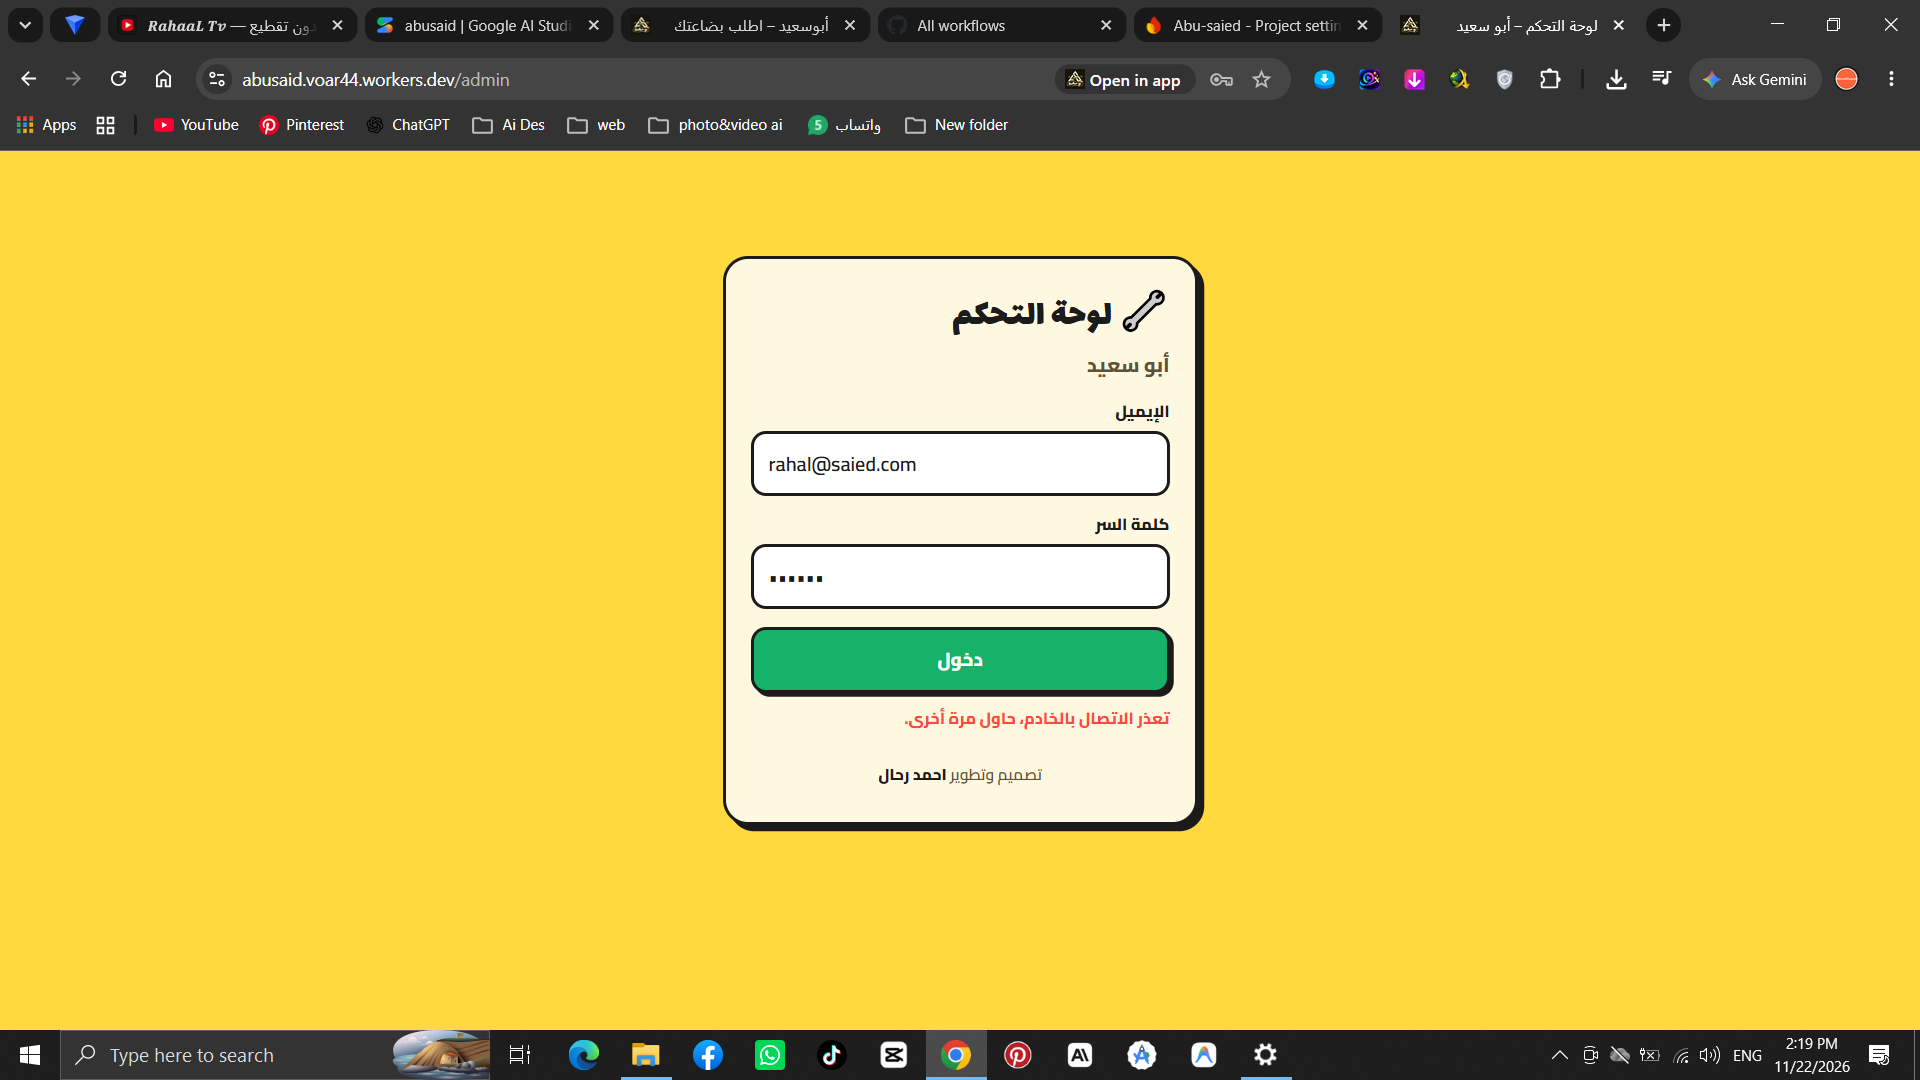 RahaaL Tv — دون تقطيع
abusaid | Google AI Studi
أبوسعيد – اطلب بضاعتك
All workflows
Abu-saied - Project settin
لوحة التحكم – أبو سعيد
abusaid.voar44.workers.dev/admin
Open in app
Ask Gemini
Apps
YouTube
Pinterest
ChatGPT
Ai Des
web
photo&video ai
5
واتساب
New folder
لوحة التحكم
أبو سعيد
الإيميل
rahal@saied.com
كلمة السر
دخول
تعذر الاتصال بالخادم، حاول مرة أخرى.
تصميم وتطوير احمد رحال
Type here to search
ENG
2:19 PM
11/22/2026